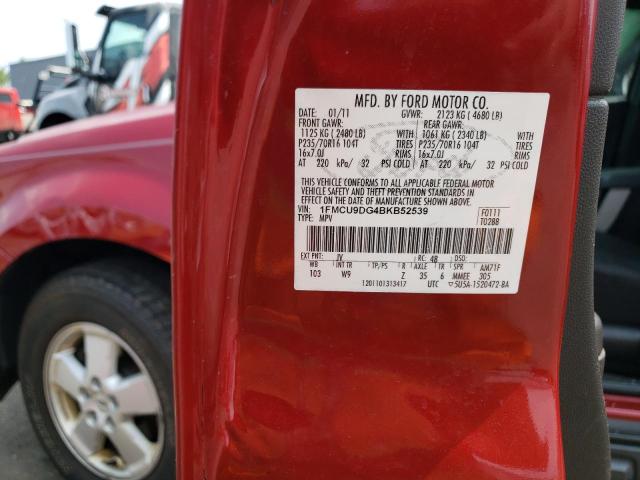 MFD. BY FORD MOTOR CO.
DATE: 01/11 GVWR: 2123 KG ( 4680 LB)
FRONT GAWR: REAR GAWR:
1125 KG ( 2480 LB) WITH 1061 KG ( 2340 LB) WITH
P235/70R16 104T TIRES P235/70R16 104T TIRES
16x7.0J RIMS 16x7.0J RIMS
AT 220 kPa/ 32 PSI COLD AT 220 kPa/ 32 PSI COLD
THIS VEHICLE CONFORMS TO ALL APPLICABLE FEDERAL MOTOR
VEHICLE SAFETY AND THEFT PREVENTION STANDARDS IN
EFFECT ON THE DATE OF MANUFACTURE SHOWN ABOVE.
VIN: 1FMCU9DG4BKB52539 F0111
TYPE: MPV T0288
EXT PNT: JV RC: 48 DSO:
WB INT TR TP/PS R AXLE TR SPR AM71F
103 W9 Z 35 6 MMEE 305
1201101313417 UTC 5U5A-1520472-BA